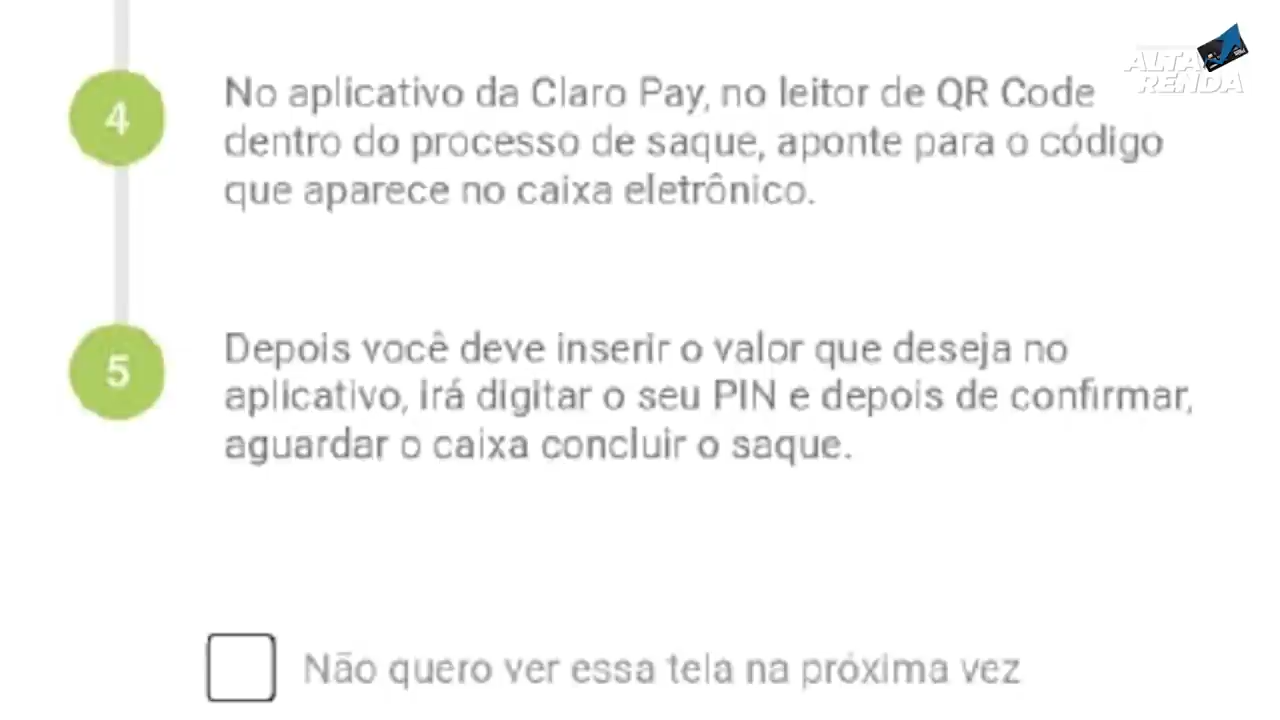 ALTA
RENDA
4
No aplicativo da Claro Pay, no leitor de QR Code
dentro do processo de saque, aponte para o código
que aparece no caixa eletrônico.
5
Depois você deve inserir o valor que deseja no
aplicativo, irá digitar o seu PIN e depois de confirmar,
aguardar o caixa concluir o saque.
Não quero ver essa tela na próxima vez